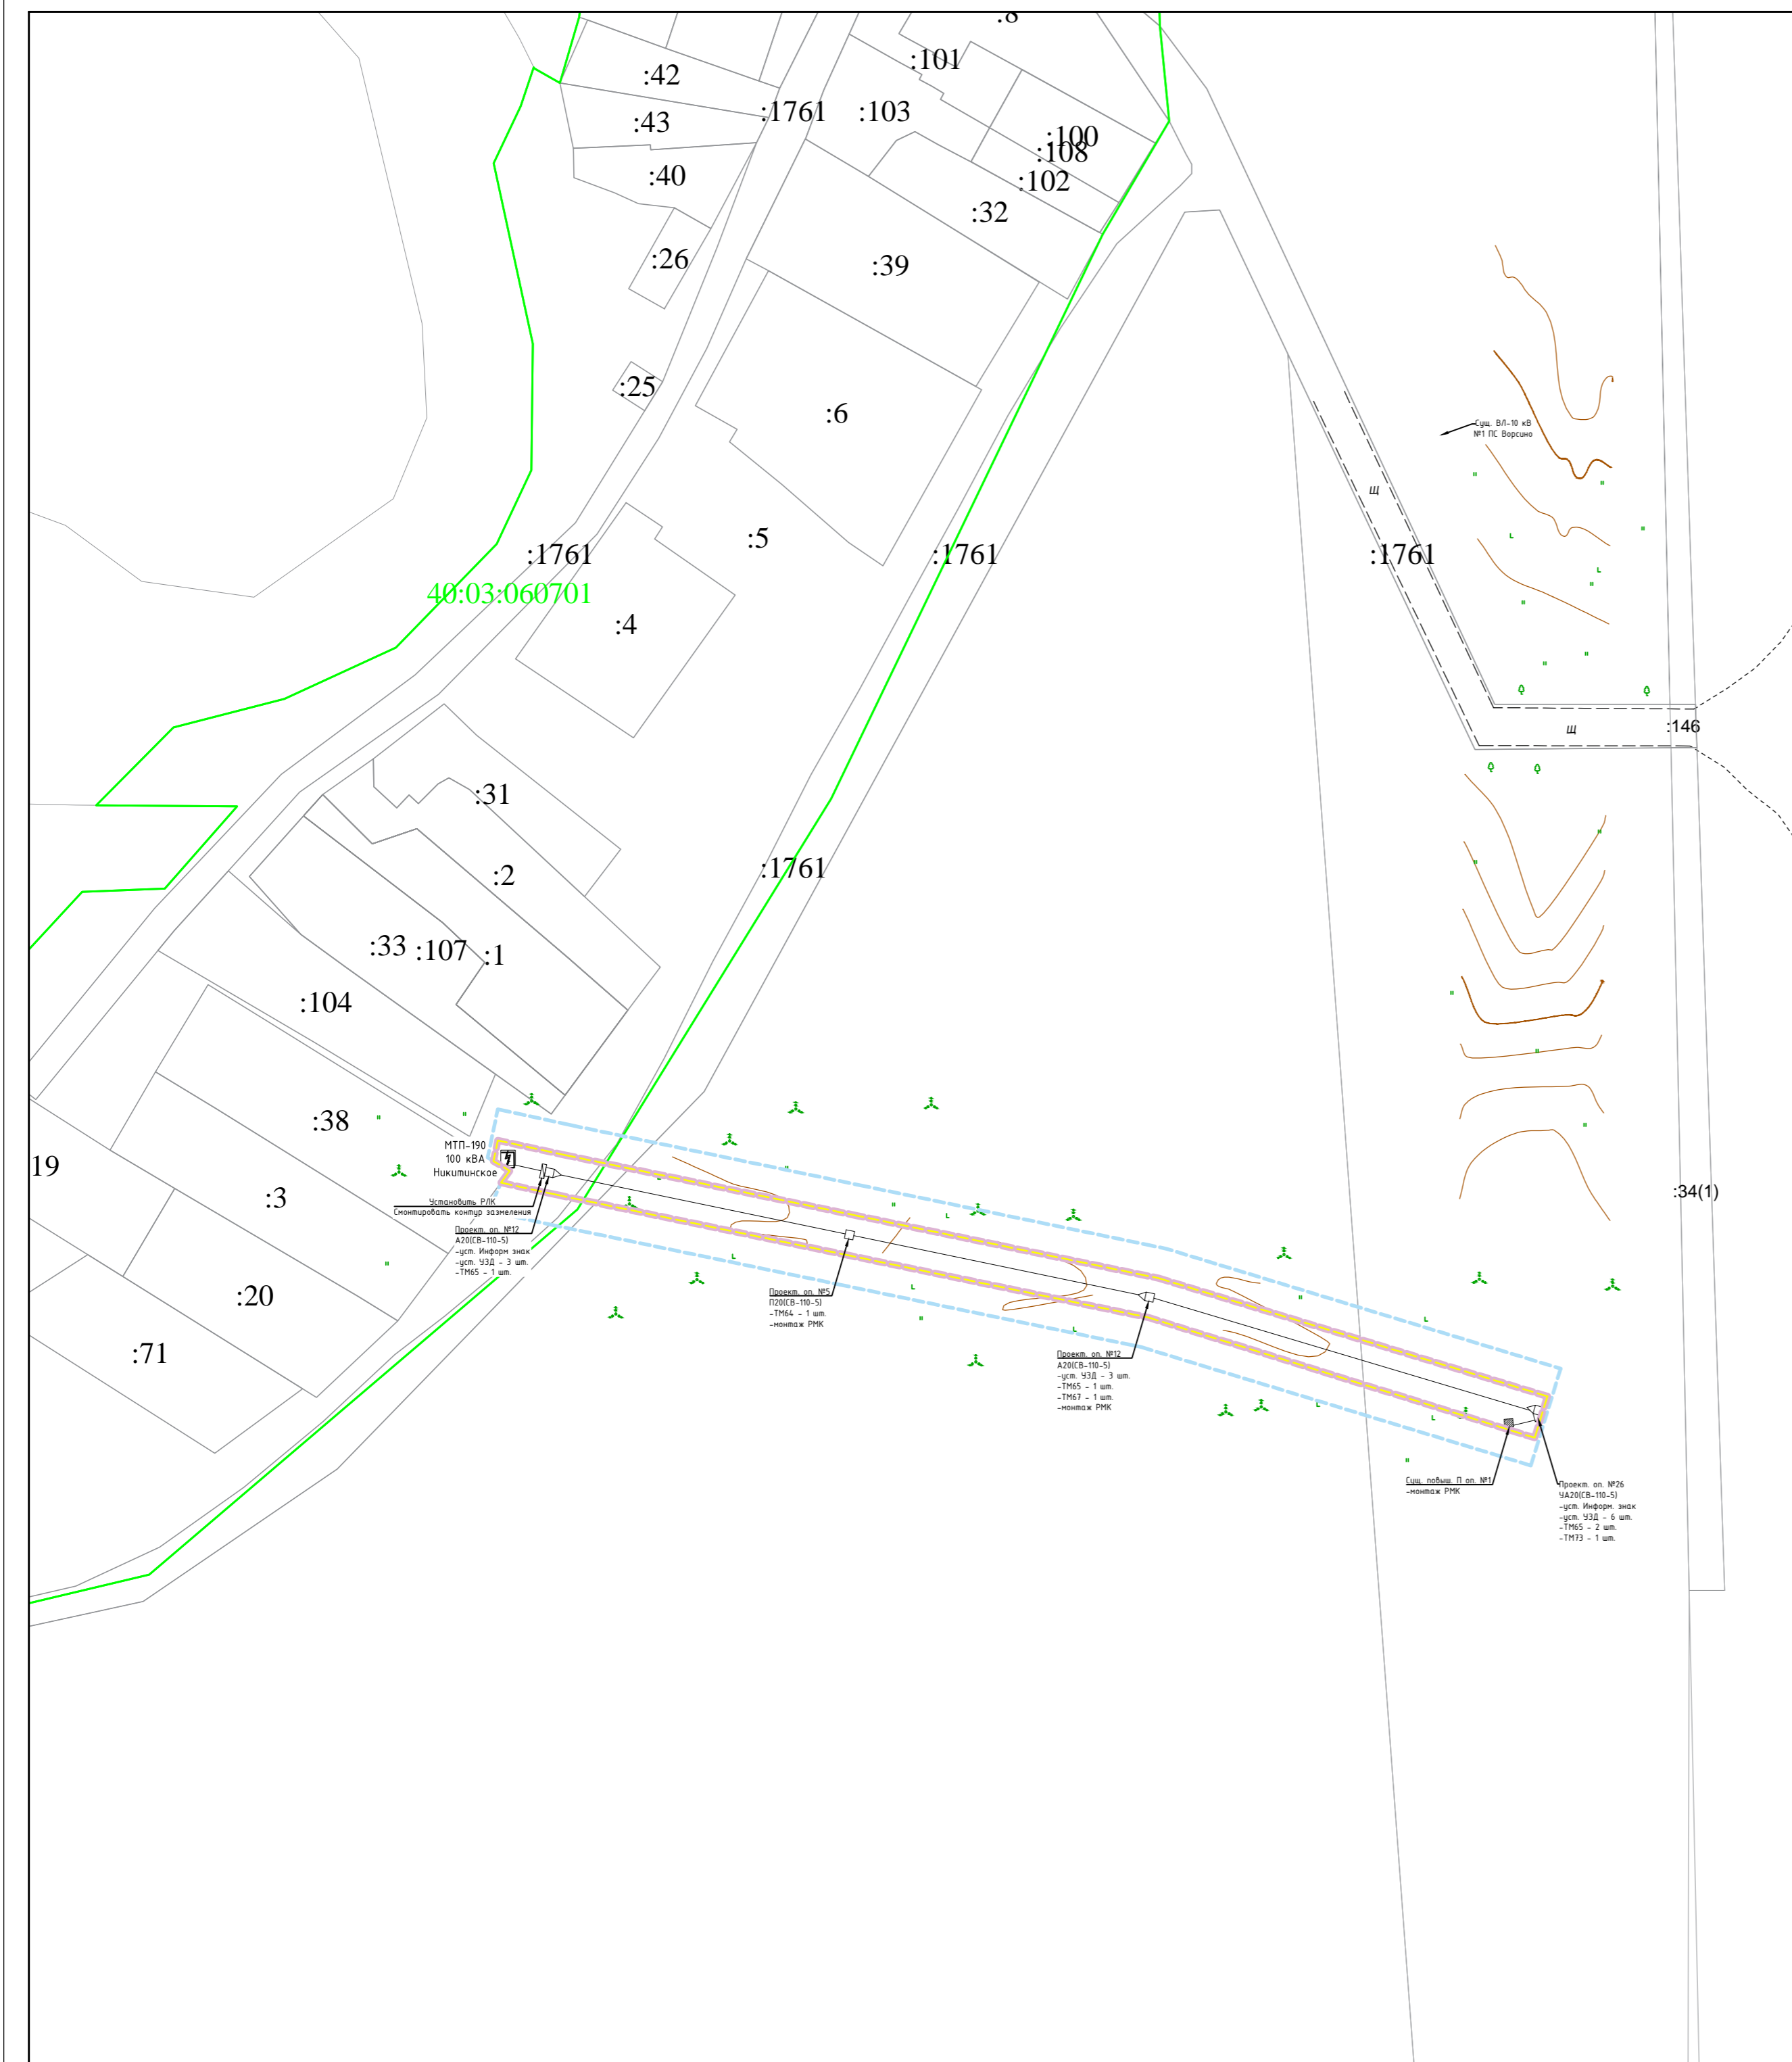 :8
:101
:42
:1761
:103
:43
:100
:108
:40
:102
:32
:26
:39
:25
:6
Сущ. ВЛ-10 кВ
№1 ПС Ворсино
щ
:5
:1761
:1761
:1761
40:03:060701
:4
:146
щ
:31
:2
:1761
:33
:107
:1
:104
:38
МТП-190
100 кВА
Никитинское
19
:3
:34(1)
Установить РЛК
Смонтировать контур заземления
Проект. оп. №12
А20(СВ-110-5)
-уст. Информ знак
-уст. УЗД - 3 шт.
-ТМ65 - 1 шт.
:20
Проект. оп. №5
П20(СВ-110-5)
-ТМ64 - 1 шт.
-монтаж РМК
:71
Проект. оп. №12
А20(СВ-110-5)
-уст. УЗД - 3 шт.
-ТМ65 - 1 шт.
-ТМ67 - 1 шт.
-монтаж РМК
Сущ. повыш. П оп. №1
-монтаж РМК
Проект. оп. №26
УА20(СВ-110-5)
-уст. Информ. знак
-уст. УЗД - 6 шт.
-ТМ65 - 2 шт.
-ТМ73 - 1 шт.